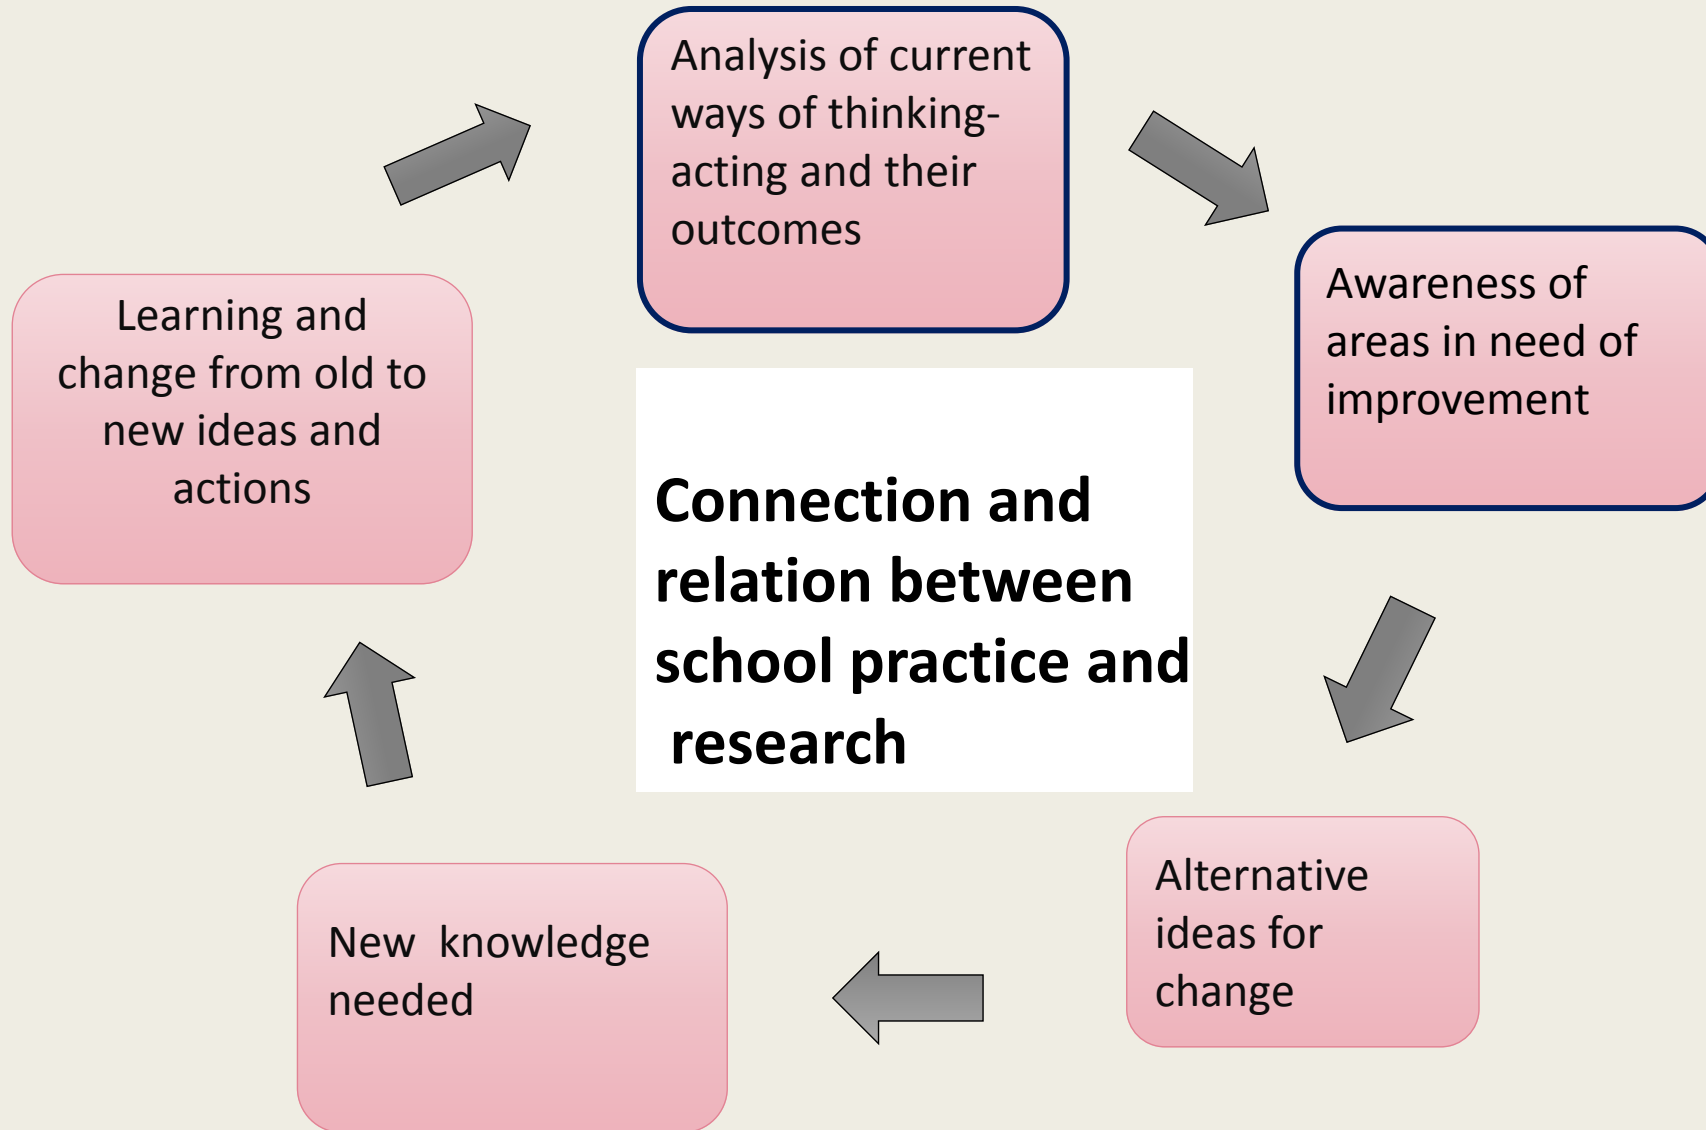 Analysis of current
ways of thinking-
acting and their
outcomes
Awareness of
areas in need of
improvement
Alternative
ideas for
change
New knowledge
needed
Learning and
change from old to
new ideas and
actions
Connection and
relation between
school practice and
research